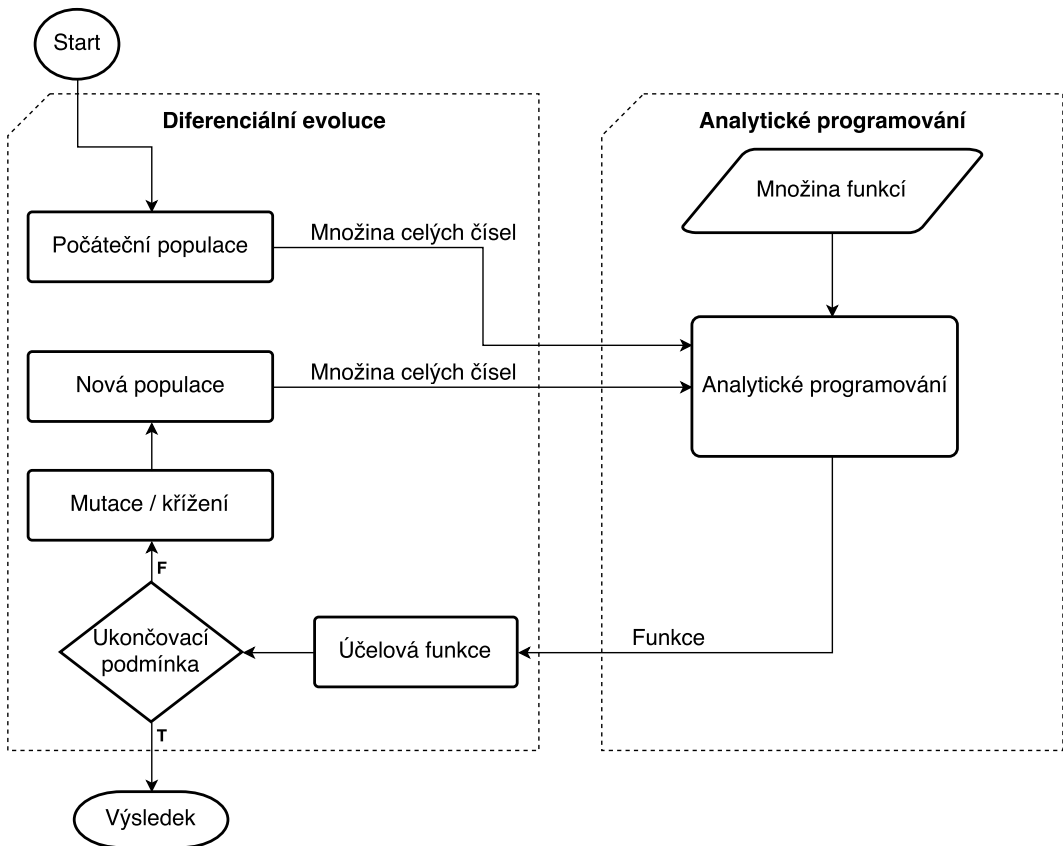 Start
Diferenciální evoluce
Analytické programování
Množina funkcí
Počáteční populace
Množina celých čísel
Nová populace
Množina celých čísel
Analytické programování
Mutace / křížení
F
Ukončovací
podmínka
Účelová funkce
Funkce
T
Výsledek